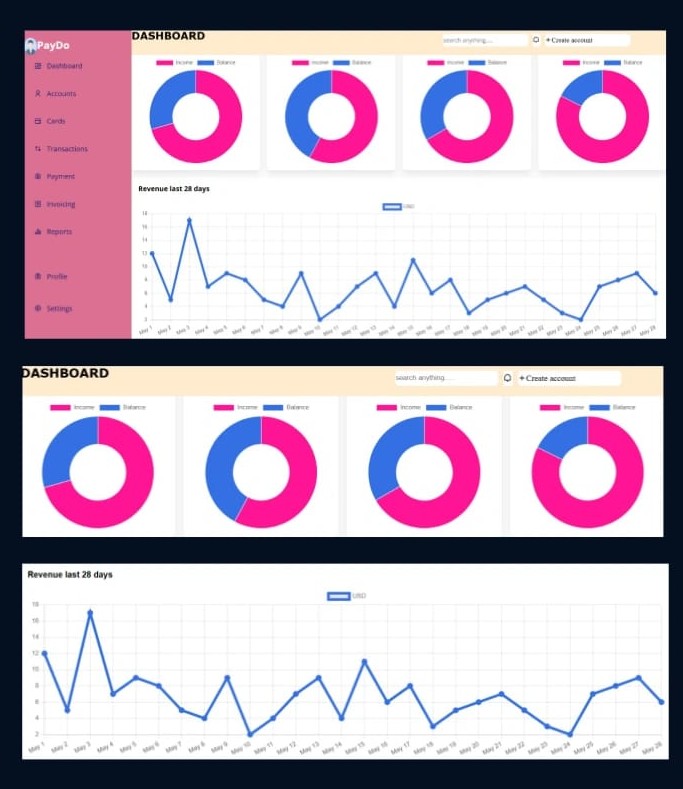 PayDo
DASHBOARD
search anything....
+Create account
Dashboard
Accounts
Cards
Transactions
Payment
Invoicing
Reports
Profile
Settings
Income Balance
Income Balance
Income Balance
Income Balance
Revenue last 28 days
USD
18
16
14
12
10
8
6
4
2
May 1 May 2 May 3 May 4 May 5 May 6 May 7 May 8 May 9 May 10 May 11 May 12 May 13 May 14 May 15 May 16 May 17 May 18 May 19 May 20 May 21 May 22 May 23 May 24 May 25 May 26 May 27 May 28
DASHBOARD
search anything....
+Create account
Income Balance
Income Balance
Income Balance
Income Balance
Revenue last 28 days
USD
18
16
14
12
10
8
6
4
2
May 1 May 2 May 3 May 4 May 5 May 6 May 7 May 8 May 9 May 10 May 11 May 12 May 13 May 14 May 15 May 16 May 17 May 18 May 19 May 20 May 21 May 22 May 23 May 24 May 25 May 26 May 27 May 28